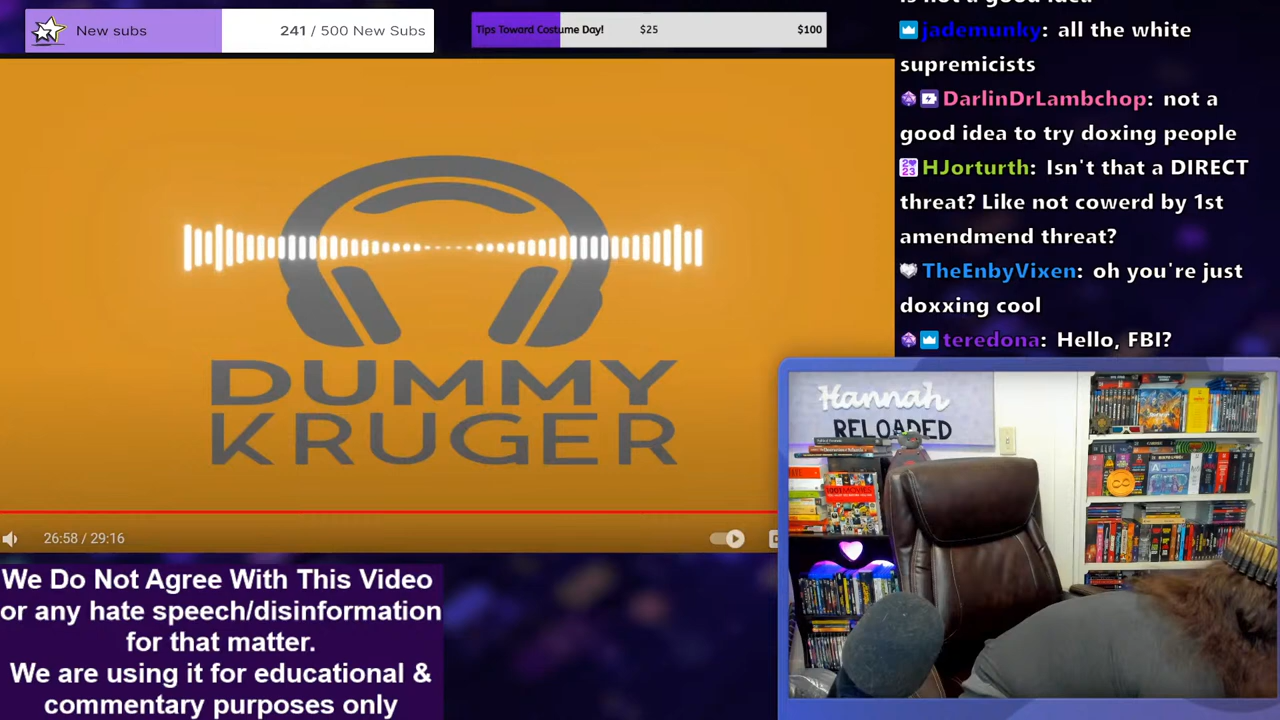 New subs
241 / 500 New Subs
Tips Toward Costume Day!
$25
$100
jademunky: all the white
supremicists
DarlinDrLambchop: not a
good idea to try doxing people
HJorturth: Isn't that a DIRECT
threat? Like not cowerd by 1st
amendmend threat?
TheEnbyVixen: oh you're just
doxxing cool
teredona: Hello, FBI?
DUMMY
KRUGER
26:58 / 29:16
Hannah
RELOADED
1001 MOVIES
We Do Not Agree With This Video
or any hate speech/disinformation
for that matter.
We are using it for educational &
commentary purposes only